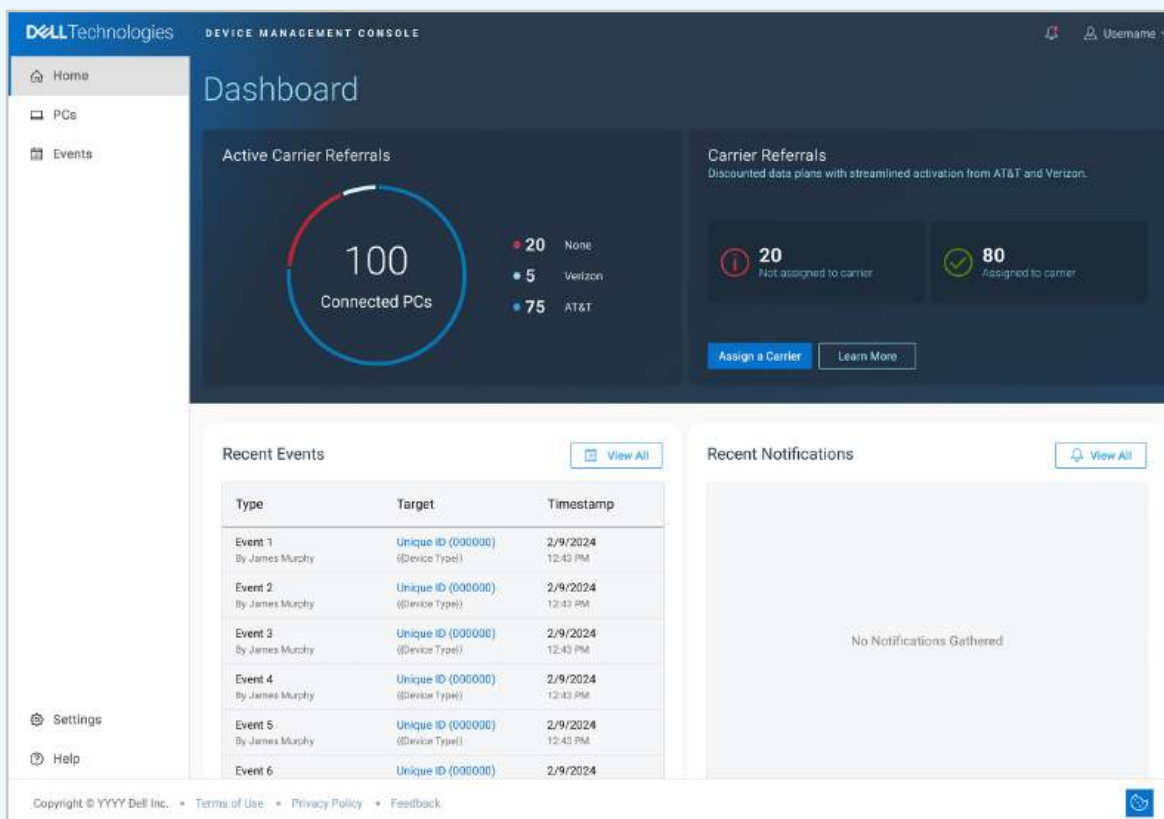 DELLTechnologies DEVICE MANAGEMENT CONSOLE Username
Home
PCs
Events
Settings
Help
Dashboard
Active Carrier Referrals
100
Connected PCs
20 None
5 Verizon
75 AT&T
Carrier Referrals
Discounted data plans with streamlined activation from AT&T and Verizon.
20
Not assigned to carrier
80
Assigned to carrier
Assign a Carrier Learn More
Recent Events View All
Type Target Timestamp
Event 1 Unique ID (000000) 2/9/2024
By James Murphy ((Device Type)) 12:43 PM
Event 2 Unique ID (000000) 2/9/2024
By James Murphy ((Device Type)) 12:43 PM
Event 3 Unique ID (000000) 2/9/2024
By James Murphy ((Device Type)) 12:43 PM
Event 4 Unique ID (000000) 2/9/2024
By James Murphy ((Device Type)) 12:43 PM
Event 5 Unique ID (000000) 2/9/2024
By James Murphy ((Device Type)) 12:43 PM
Event 6 Unique ID (000000) 2/9/2024
Recent Notifications View All
No Notifications Gathered
Copyright © YYYY Dell Inc. • Terms of Use • Privacy Policy • Feedback